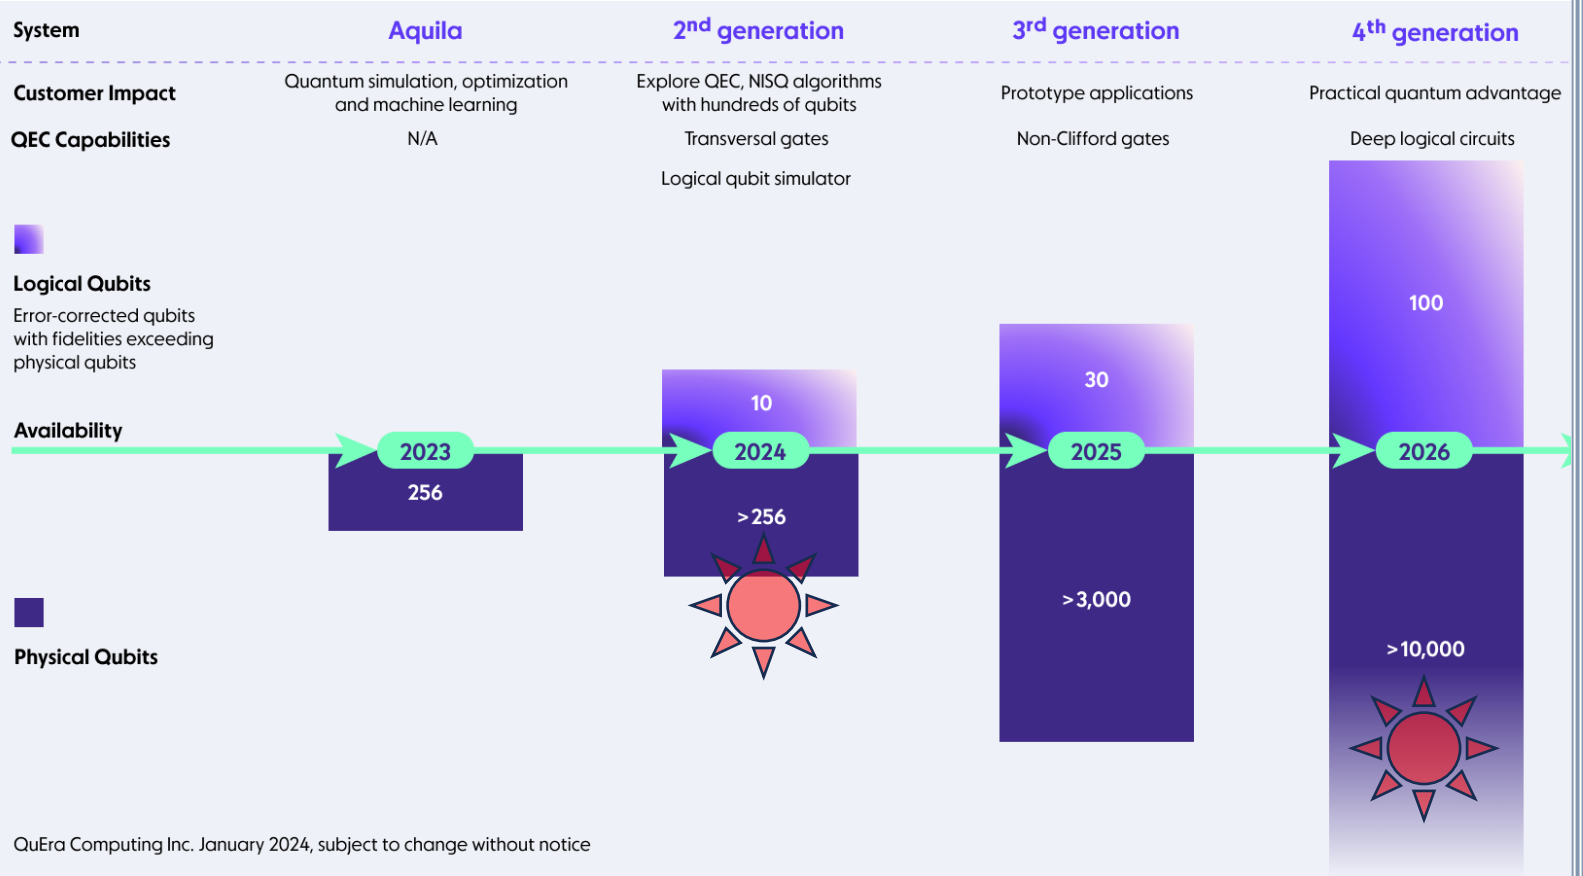 System
Aquila
2nd generation
3rd generation
4th generation
Customer Impact
Quantum simulation, optimization
and machine learning
Explore QEC, NISQ algorithms
with hundreds of qubits
Prototype applications
Practical quantum advantage
QEC Capabilities
N/A
Transversal gates
Logical qubit simulator
Non-Clifford gates
Deep logical circuits
Logical Qubits
Error-corrected qubits
with fidelities exceeding
physical qubits
10
30
100
Availability
2023
2024
2025
2026
256
>256
>3,000
>10,000
Physical Qubits
QuEra Computing Inc. January 2024, subject to change without notice